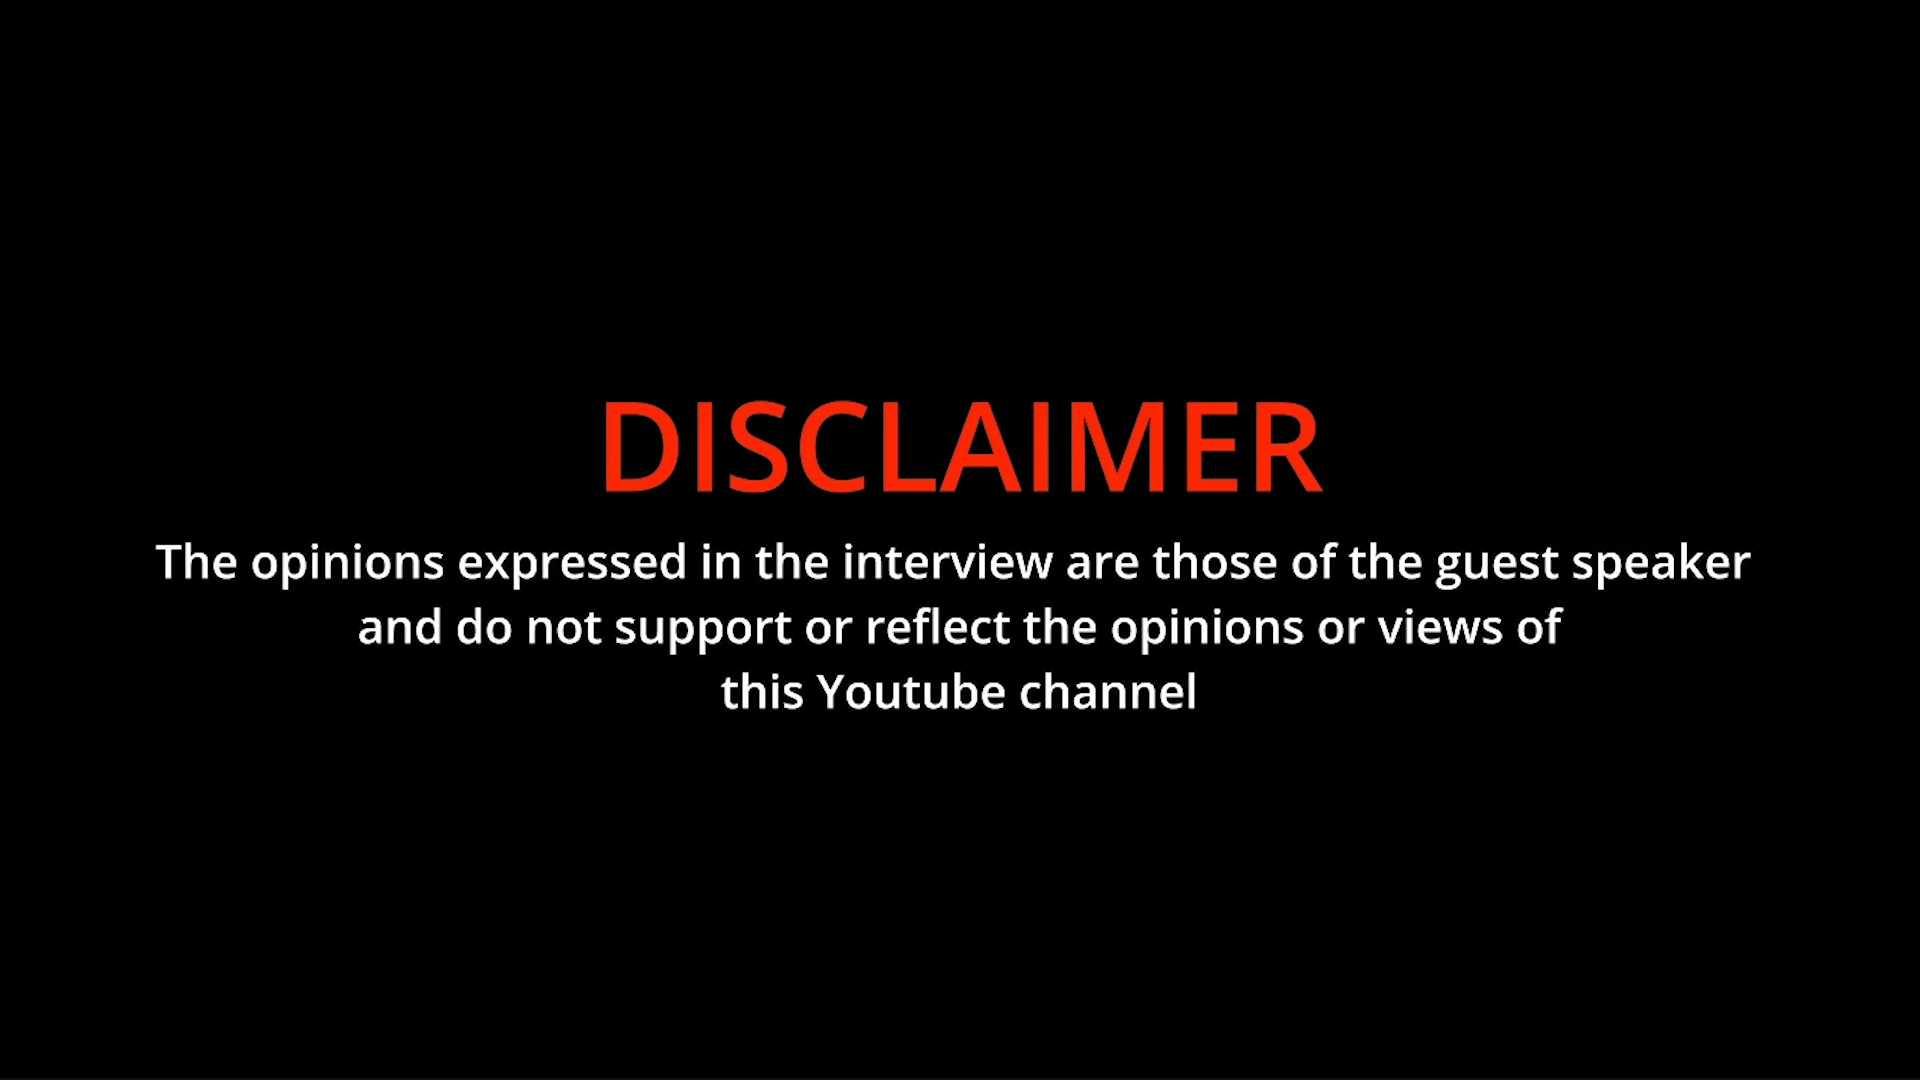 DISCLAIMER
The opinions expressed in the interview are those of the guest speaker
and do not support or reflect the opinions or views of
this Youtube channel